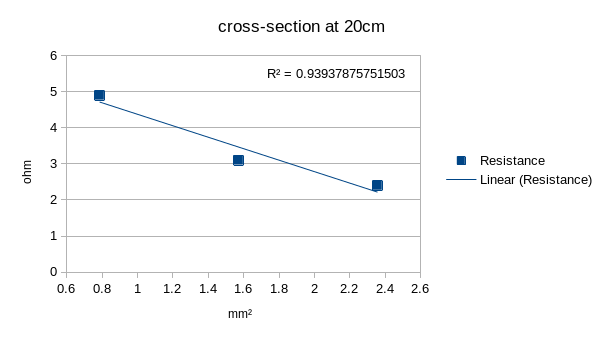 cross-section at 20cm
R² = 0.93937875751503
6
5
4
3
2
1
0
ohm
0.6 0.8 1 1.2 1.4 1.6 1.8 2 2.2 2.4 2.6
mm²
Resistance
Linear (Resistance)